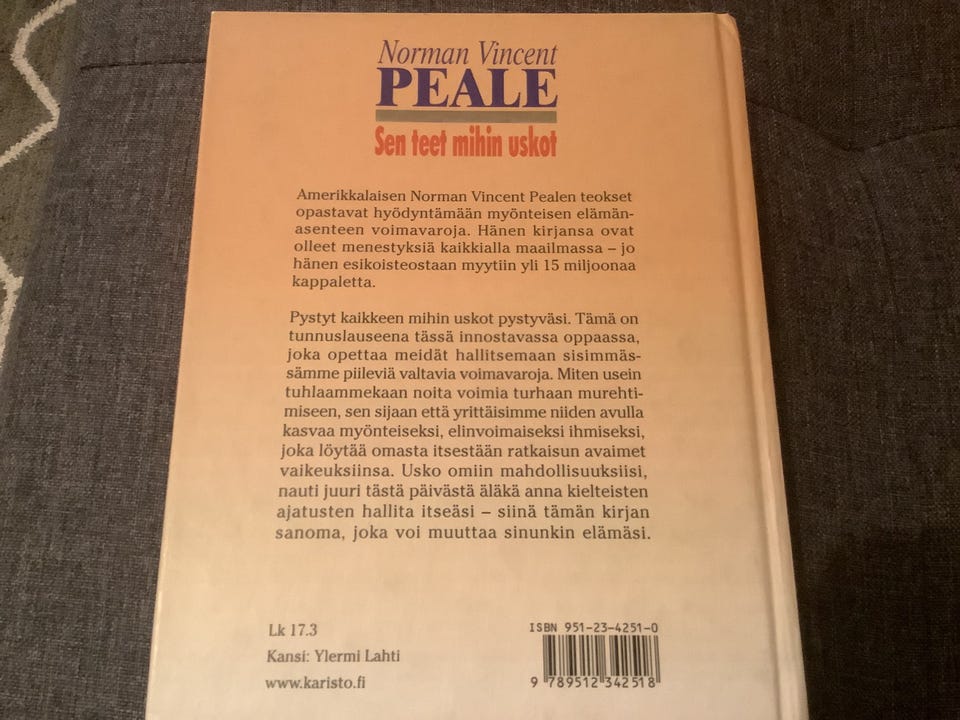 Norman Vincent
PEALE
Sen teet mihin uskot
Amerikkalaisen Norman Vincent Pealen teokset
opastavat hyödyntämään myönteisen elämän-
asenteen voimavaroja. Hänen kirjansa ovat
olleet menestyksiä kaikkialla maailmassa – jo
hänen esikoisteostaan myytiin yli 15 miljoonaa
kappaletta.
Pystyt kaikkeen mihin uskot pystyväsi. Tämä on
tunnuslauseena tässä innostavassa oppaassa,
joka opettaa meidät hallitsemaan sisimmäs-
sämme piileviä valtavia voimavaroja. Miten usein
tuhlaammekaan noita voimia turhaan murehti-
miseen, sen sijaan että yrittäisimme niiden avulla
kasvaa myönteiseksi, elinvoimaiseksi ihmiseksi,
joka löytää omasta itsestään ratkaisun avaimet
vaikeuksiinsa. Usko omiin mahdollisuuksiisi,
nauti juuri tästä päivästä äläkä anna kielteisten
ajatusten hallita itseäsi – siinä tämän kirjan
sanoma, joka voi muuttaa sinunkin elämäsi.
Lk 17.3
Kansi: Ylermi Lahti
www.karisto.fi
ISBN 951-23-4251-0
9 789512 342518